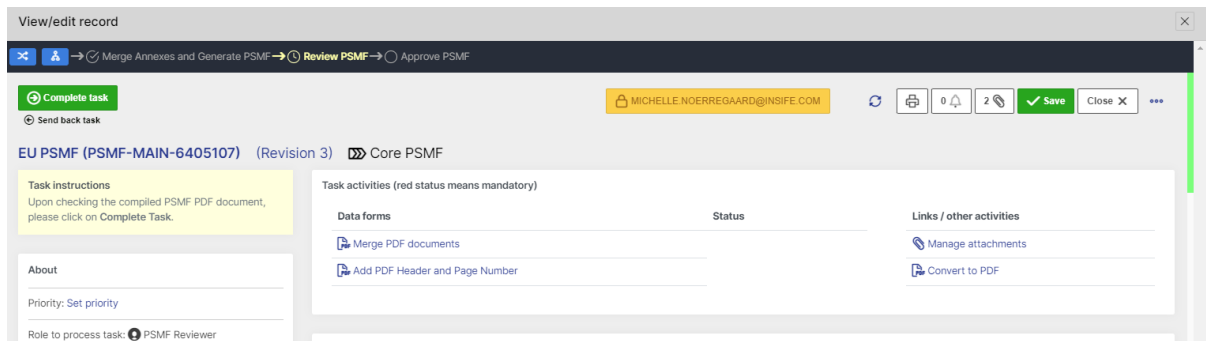 View/edit record
Merge Annexes and Generate PSMF Review PSMF Approve PSMF
Complete task
MICHELLE.NOERREGAARD@INSIFE.COM 0 2 Save Close X
Send back task
EU PSMF (PSMF-MAIN-6405107) (Revision 3) Core PSMF
Task instructions
Upon checking the compiled PSMF PDF document,
please click on Complete Task.
Task activities (red status means mandatory)
Data forms Status Links / other activities
Merge PDF documents Manage attachments
Add PDF Header and Page Number Convert to PDF
About
Priority: Set priority
Role to process task: PSMF Reviewer